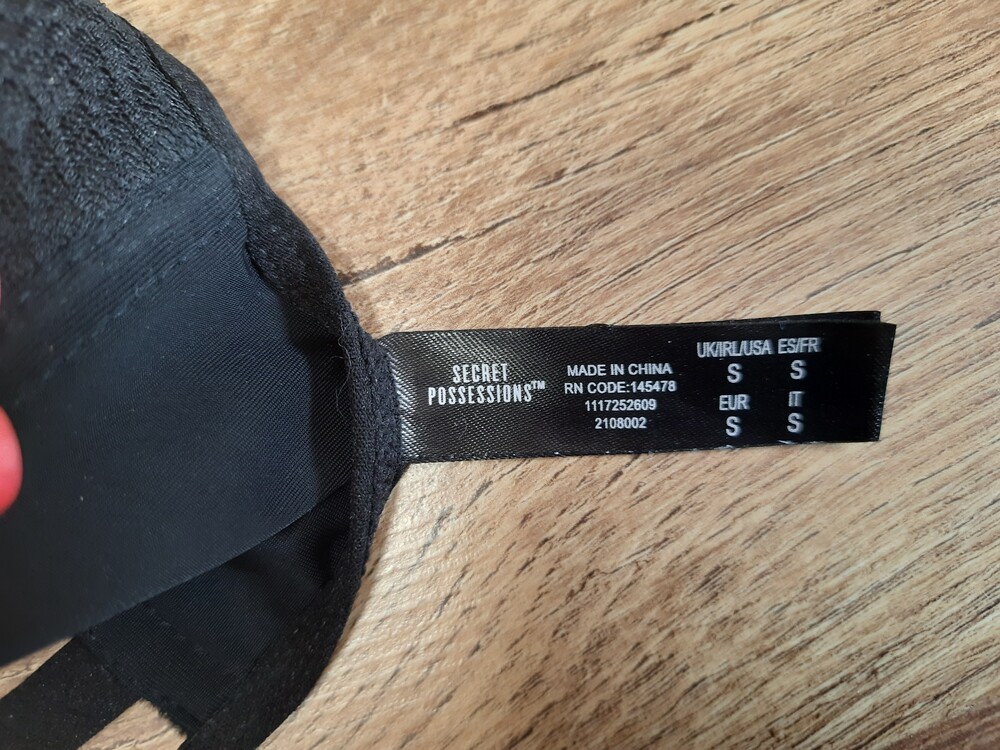 SECRET
POSSESSIONS™
MADE IN CHINA
RN CODE:145478
1117252609
2108002
UK/IRL/USA ES/FR
S S
EUR IT
S S